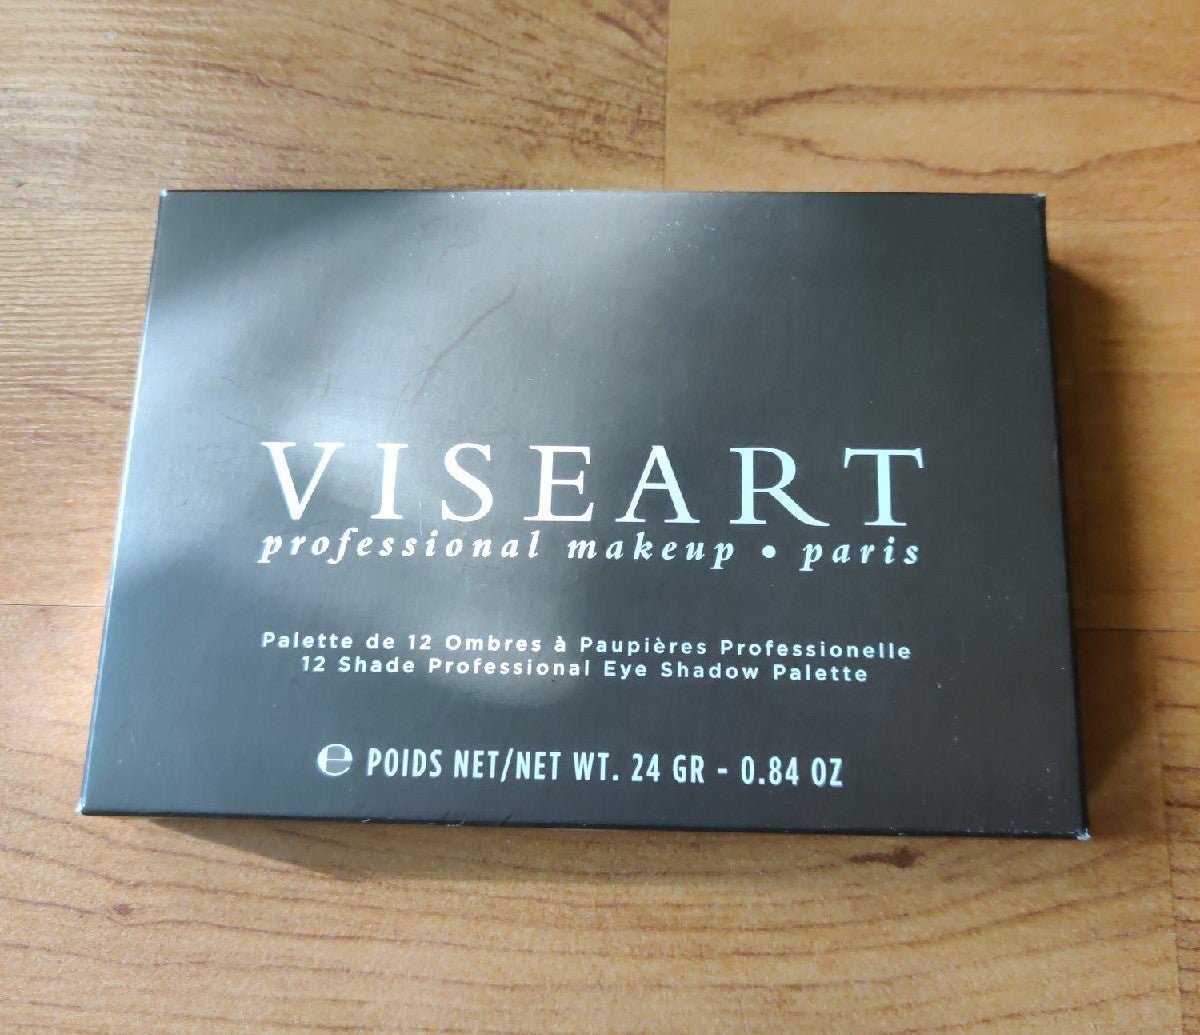 VISEART
professional makeup • paris
Palette de 12 Ombres à Paupières Professionelle
12 Shade Professional Eye Shadow Palette
℮ POIDS NET/NET WT. 24 GR - 0.84 OZ